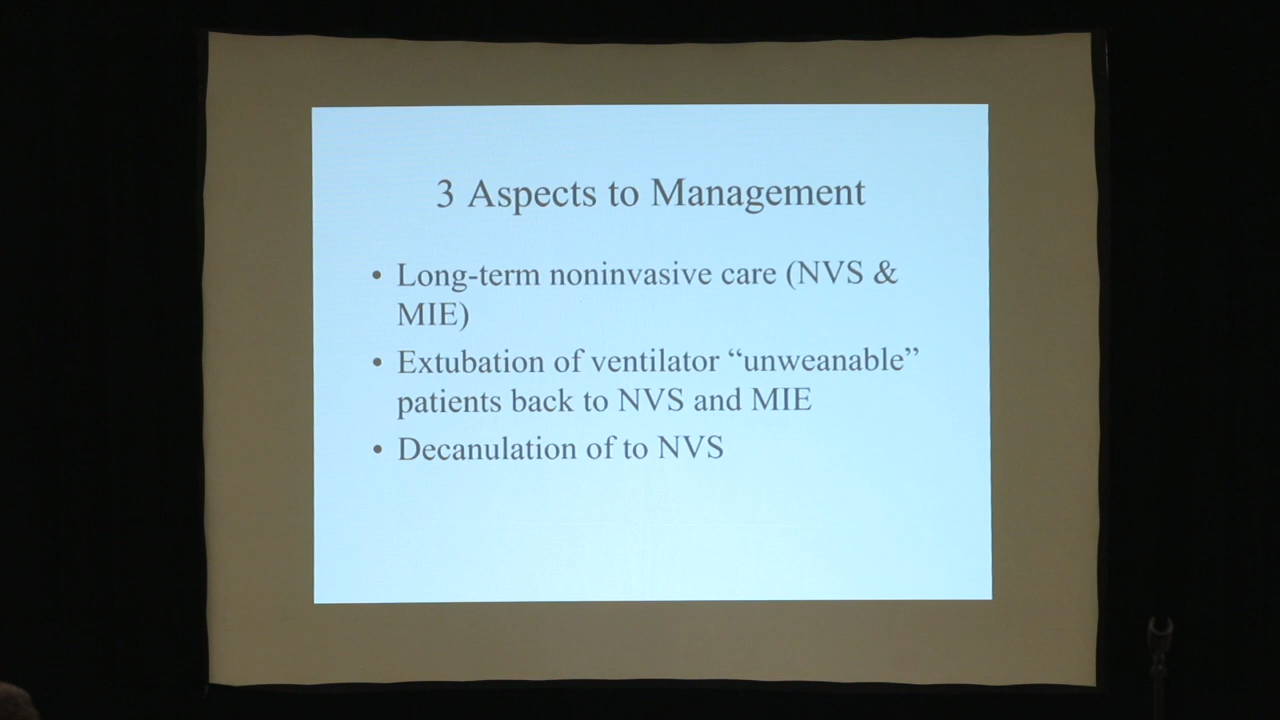 3 Aspects to Management
• Long-term noninvasive care (NVS &
MIE)
• Extubation of ventilator “unweanable”
patients back to NVS and MIE
• Decanulation of to NVS